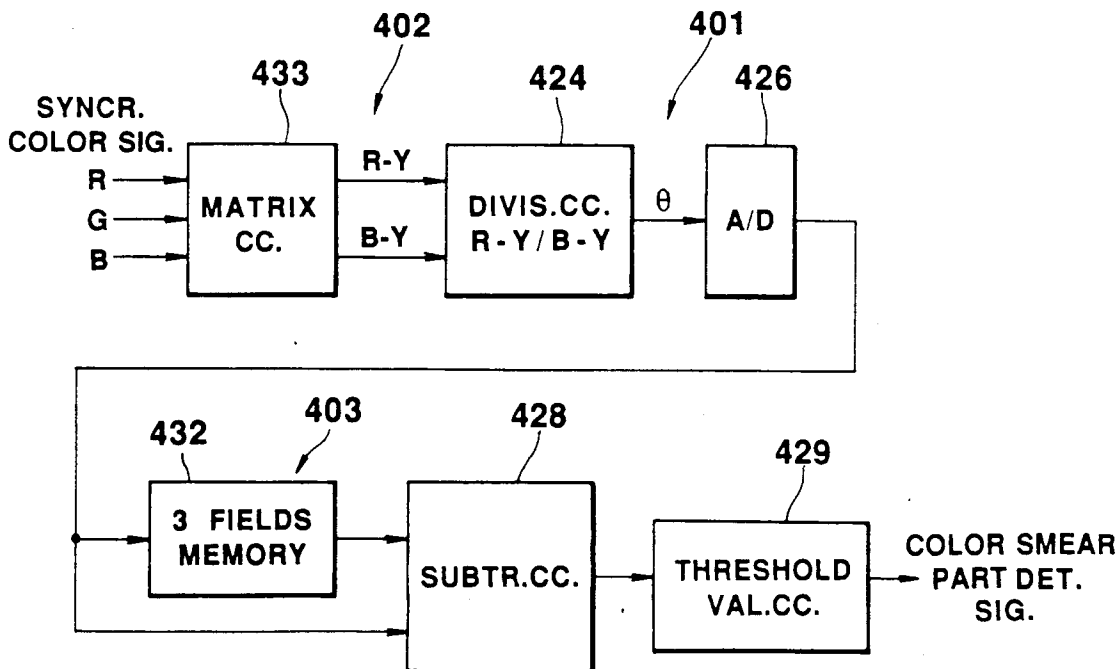 402
401
433
424
426
SYNCR.
COLOR SIG.
R
G
B
MATRIX
CC.
R-Y
B-Y
DIVIS.CC.
R-Y/B-Y
θ
A/D
432
403
428
429
3 FIELDS
MEMORY
SUBTR.CC.
THRESHOLD
VAL.CC.
COLOR SMEAR
PART DET.
SIG.